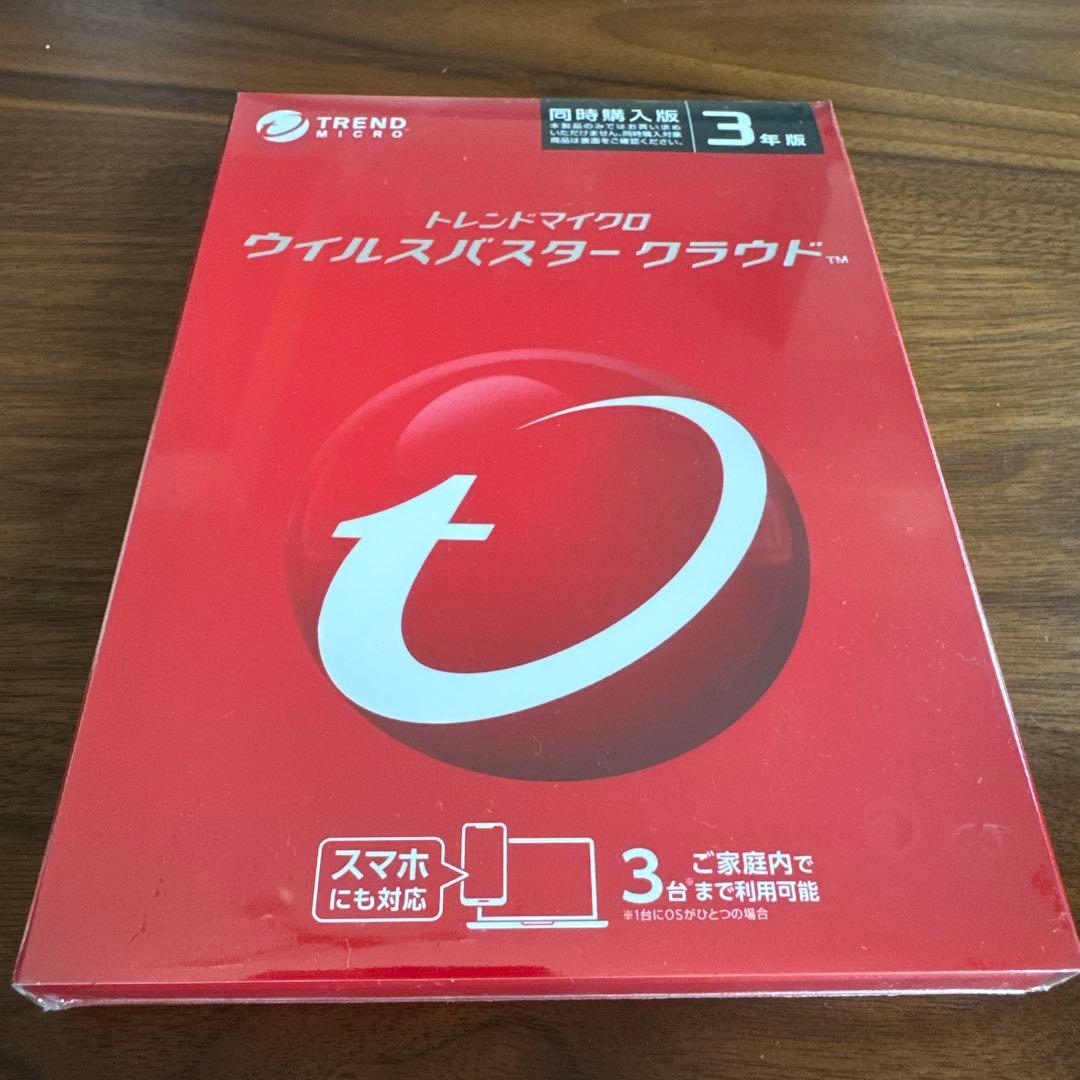 TREND
MICRO
同時購入版
本製品のみではお買い求め
いただけません。同時購入対象
商品は裏面をご確認ください。
3年版
トレンドマイクロ
ウイルスバスター クラウド™
スマホ
にも対応
3台※
ご家庭内で
まで利用可能
※1台にOSがひとつの場合